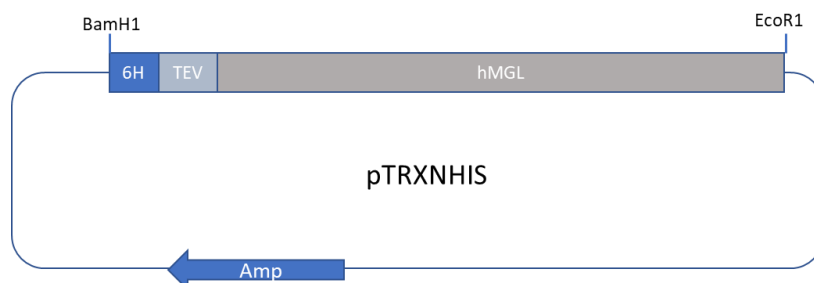 BamH1
EcoR1
6H
TEV
hMGL
pTRXNHIS
Amp